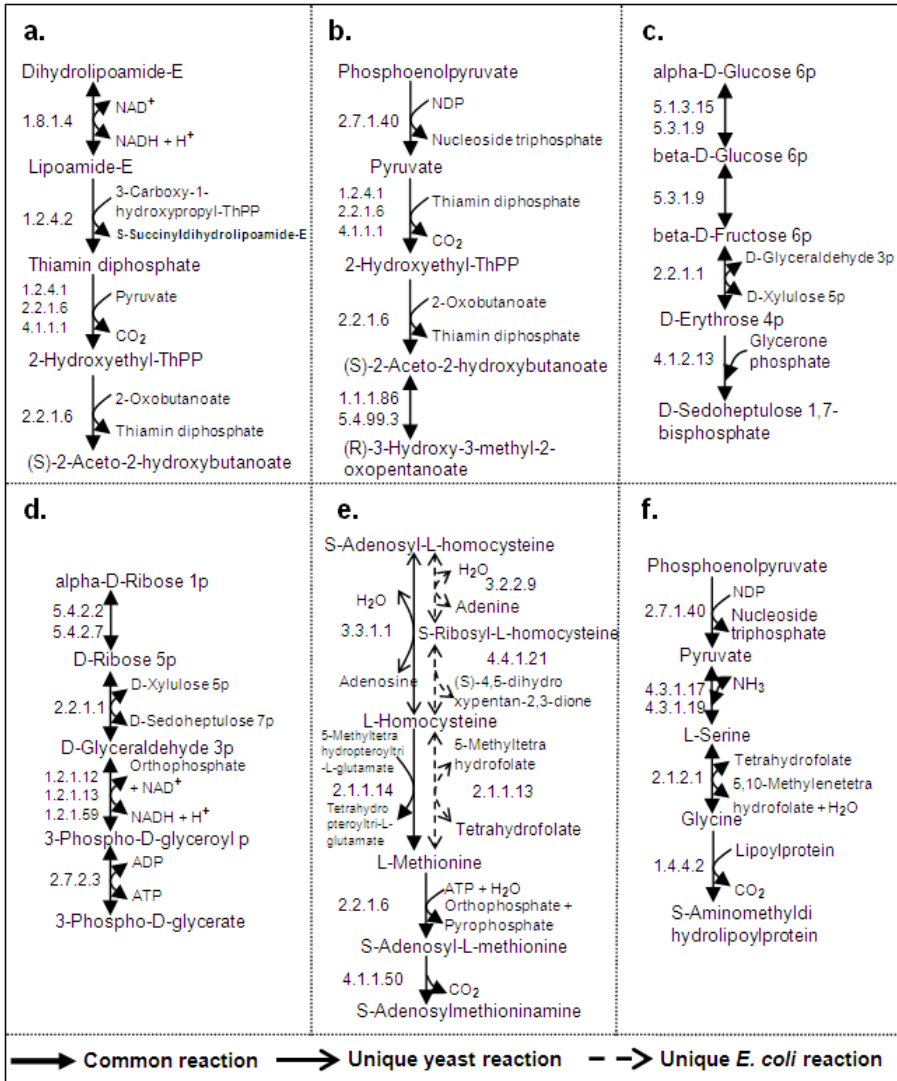 a.
Dihydrolipoamide-E
1.8.1.4
NAD+
NADH + H+
Lipoamide-E
1.2.4.2
3-Carboxy-1-
hydroxypropyl-ThPP
S-Succinyldihydrolipoamide-E
Thiamin diphosphate
1.2.4.1
2.2.1.6
4.1.1.1
Pyruvate
CO2
2-Hydroxyethyl-ThPP
2.2.1.6
2-Oxobutanoate
Thiamin diphosphate
(S)-2-Aceto-2-hydroxybutanoate
b.
Phosphoenolpyruvate
2.7.1.40
NDP
Nucleoside triphosphate
Pyruvate
1.2.4.1
2.2.1.6
4.1.1.1
Thiamin diphosphate
CO2
2-Hydroxyethyl-ThPP
2.2.1.6
2-Oxobutanoate
Thiamin diphosphate
(S)-2-Aceto-2-hydroxybutanoate
1.1.1.86
5.4.99.3
(R)-3-Hydroxy-3-methyl-2-
oxopentanoate
c.
alpha-D-Glucose 6p
5.1.3.15
5.3.1.9
beta-D-Glucose 6p
5.3.1.9
beta-D-Fructose 6p
2.2.1.1
D-Glyceraldehyde 3p
D-Xylulose 5p
D-Erythrose 4p
4.1.2.13
Glycerone
phosphate
D-Sedoheptulose 1,7-
bisphosphate
d.
alpha-D-Ribose 1p
5.4.2.2
5.4.2.7
D-Ribose 5p
2.2.1.1
D-Xylulose 5p
D-Sedoheptulose 7p
D-Glyceraldehyde 3p
1.2.1.12
1.2.1.13
1.2.1.59
Orthophosphate
+ NAD+
NADH + H+
3-Phospho-D-glyceroyl p
2.7.2.3
ADP
ATP
3-Phospho-D-glycerate
e.
S-Adenosyl-L-homocysteine
H2O
3.3.1.1
Adenosine
H2O
3.2.2.9
Adenine
S-Ribosyl-L-homocysteine
4.4.1.21
(S)-4,5-dihydro
xypentan-2,3-dione
L-Homocysteine
5-Methyltetra
hydropteroyltri
-L-glutamate
2.1.1.14
Tetrahydro
pteroyltri-L-
glutamate
5-Methyltetra
hydrofolate
2.1.1.13
Tetrahydrofolate
L-Methionine
2.2.1.6
ATP + H2O
Orthophosphate +
Pyrophosphate
S-Adenosyl-L-methionine
4.1.1.50
CO2
S-Adenosylmethioninamine
f.
Phosphoenolpyruvate
2.7.1.40
NDP
Nucleoside
triphosphate
Pyruvate
4.3.1.17
4.3.1.19
NH3
L-Serine
2.1.2.1
Tetrahydrofolate
5,10-Methylenetetra
hydrofolate + H2O
Glycine
1.4.4.2
Lipoylprotein
CO2
S-Aminomethyldi
hydrolipoylprotein
Common reaction
Unique yeast reaction
Unique E. coli reaction